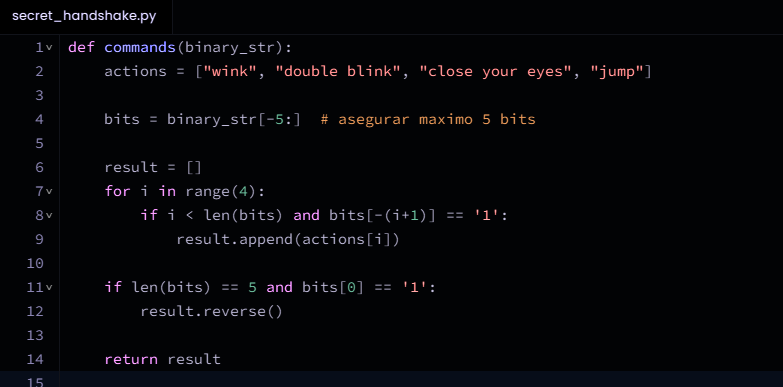 secret_handshake.py
1 def commands(binary_str):
2     actions = ["wink", "double blink", "close your eyes", "jump"]
3
4     bits = binary_str[-5:]  # asegurar maximo 5 bits
5
6     result = []
7     for i in range(4):
8         if i < len(bits) and bits[-(i+1)] == '1':
9             result.append(actions[i])
10
11     if len(bits) == 5 and bits[0] == '1':
12         result.reverse()
13
14     return result
15